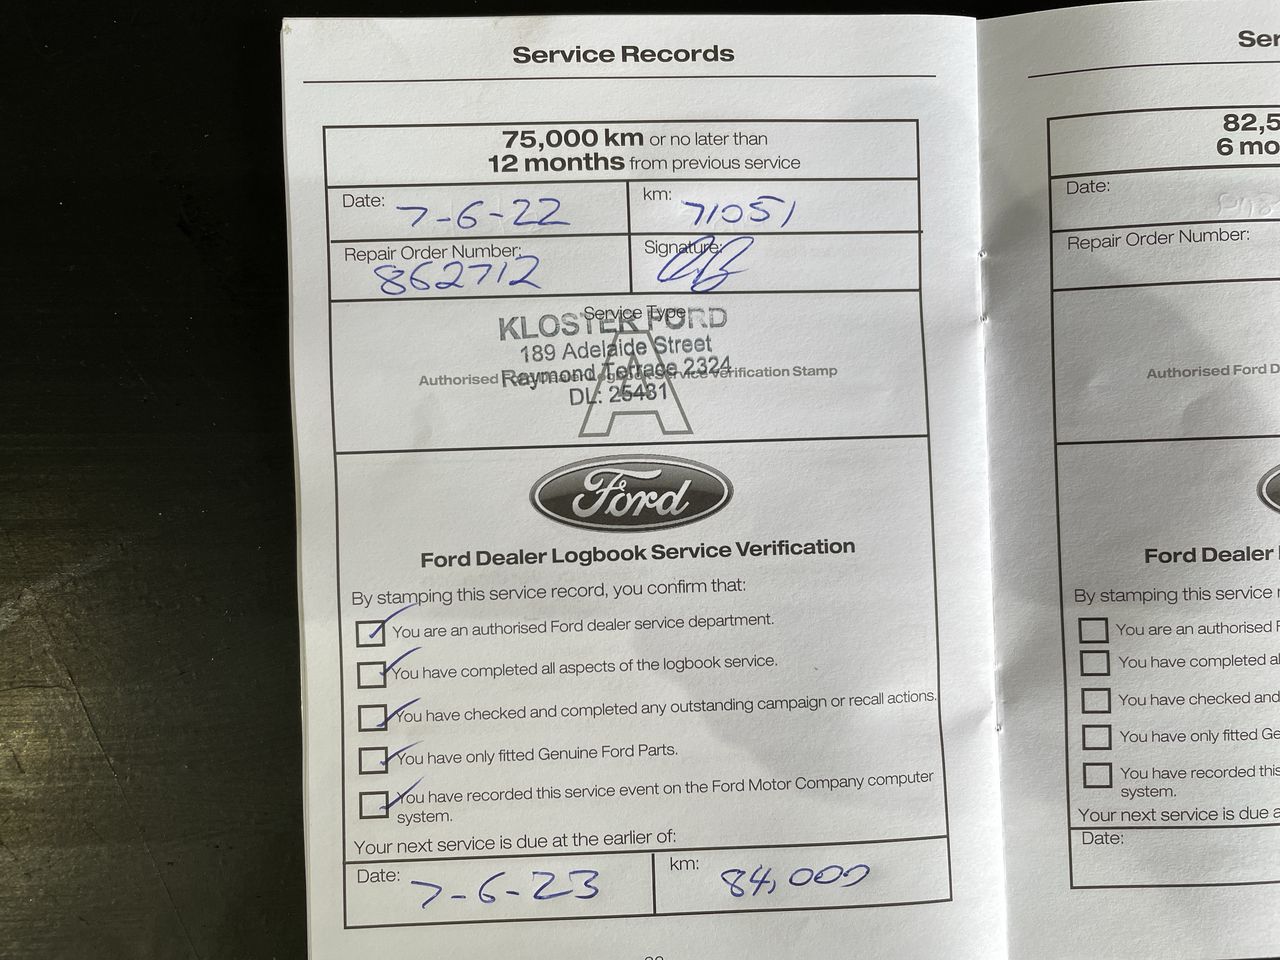 Service Records
75,000 km or no later than
12 months from previous service
Date: 7-6-22
km: 71051
Repair Order Number: 862712
Signature:
Service Type
KLOSTER FORD
189 Adelaide Street
Raymond Terrace 2324
DL: 25431
A
Authorised Service Verification Stamp
Ford
Ford Dealer Logbook Service Verification
By stamping this service record, you confirm that:
You are an authorised Ford dealer service department.
You have completed all aspects of the logbook service.
You have checked and completed any outstanding campaign or recall actions.
You have only fitted Genuine Ford Parts.
You have recorded this service event on the Ford Motor Company computer
system.
Your next service is due at the earlier of:
Date: 7-6-23
km: 84,000
Ser
82,5
6 mo
Date:
Repair Order Number:
Authorised Ford D
Ford Dealer
By stamping this service
You are an authorised F
You have completed al
You have checked and
You have only fitted Ge
You have recorded this
system.
Your next service is due a
Date: